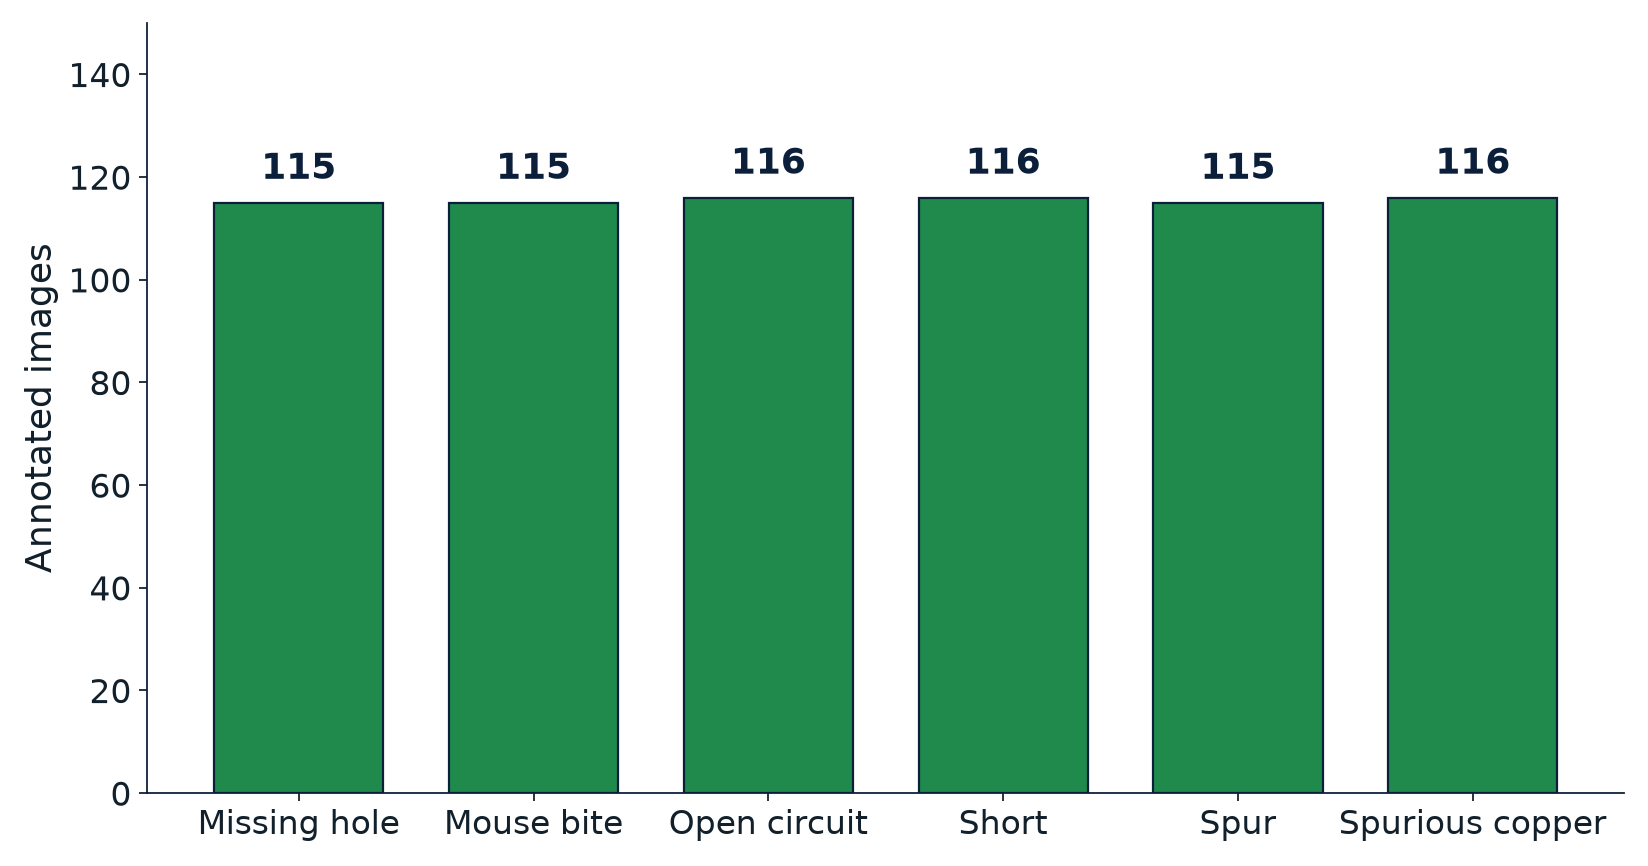 Annotated images
140
120
100
80
60
40
20
0
115 115 116 116 115 116
Missing hole Mouse bite Open circuit Short Spur Spurious copper